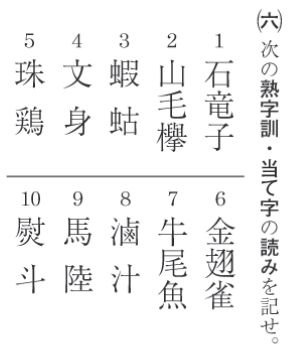 ㈥ 次の熟字訓・当て字の読みを記せ。
1 石竜子
2 山毛欅
3 蝦蛄
4 文身
5 珠鶏
6 金翅雀
7 牛尾魚
8 滷汁
9 馬陸
10 熨斗